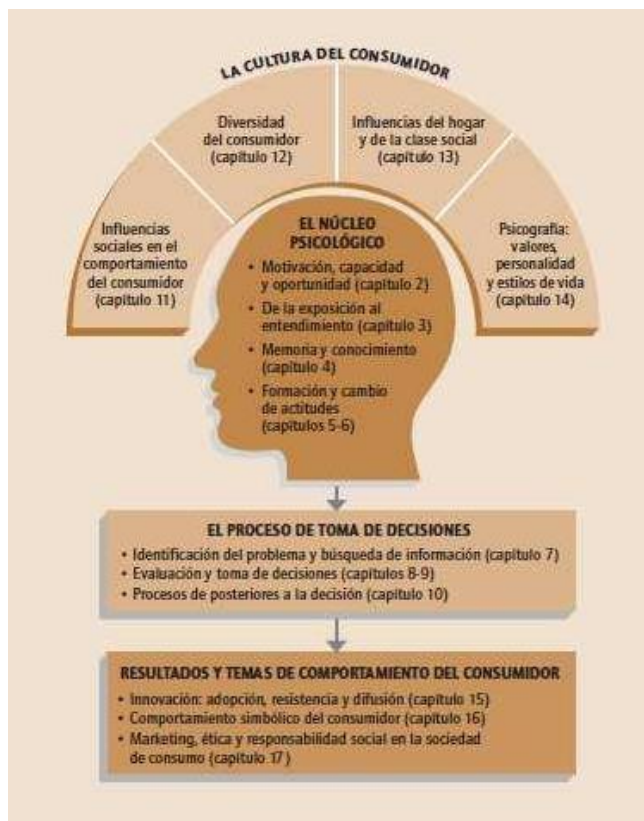 LA CULTURA DEL CONSUMIDOR
Diversidad
del consumidor
(capítulo 12)
Influencias del hogar
y de la clase social
(capítulo 13)
Influencias
sociales en el
comportamiento
del consumidor
(capítulo 11)
Psicografía:
valores,
personalidad
y estilos de vida
(capítulo 14)
EL NÚCLEO
PSICOLÓGICO
• Motivación, capacidad
y oportunidad (capítulo 2)
• De la exposición al
entendimiento (capítulo 3)
• Memoria y conocimiento
(capítulo 4)
• Formación y cambio
de actitudes
(capítulos 5-6)
EL PROCESO DE TOMA DE DECISIONES
• Identificación del problema y búsqueda de información (capítulo 7)
• Evaluación y toma de decisiones (capítulos 8-9)
• Procesos de posteriores a la decisión (capítulo 10)
RESULTADOS Y TEMAS DE COMPORTAMIENTO DEL CONSUMIDOR
• Innovación: adopción, resistencia y difusión (capítulo 15)
• Comportamiento simbólico del consumidor (capítulo 16)
• Marketing, ética y responsabilidad social en la sociedad
de consumo (capítulo 17)